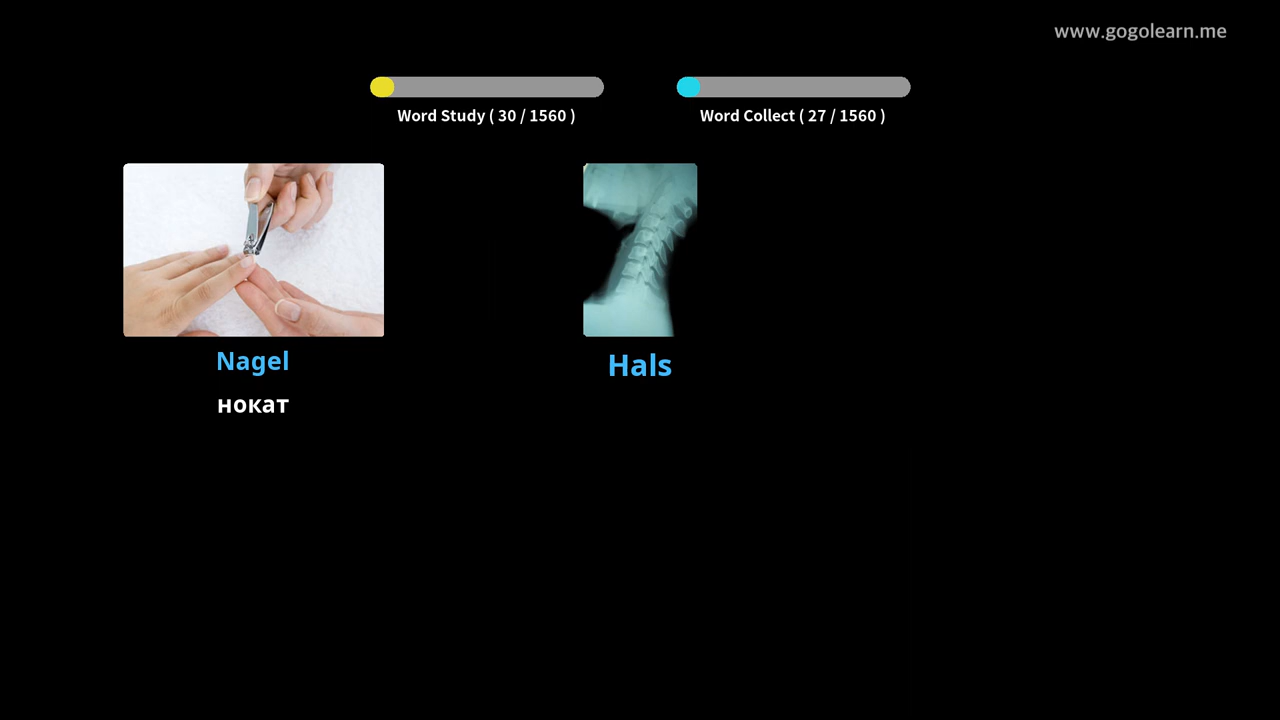 www.gogolearn.me
Word Study ( 30 / 1560 )
Word Collect ( 27 / 1560 )
Nagel
нокат
Hals